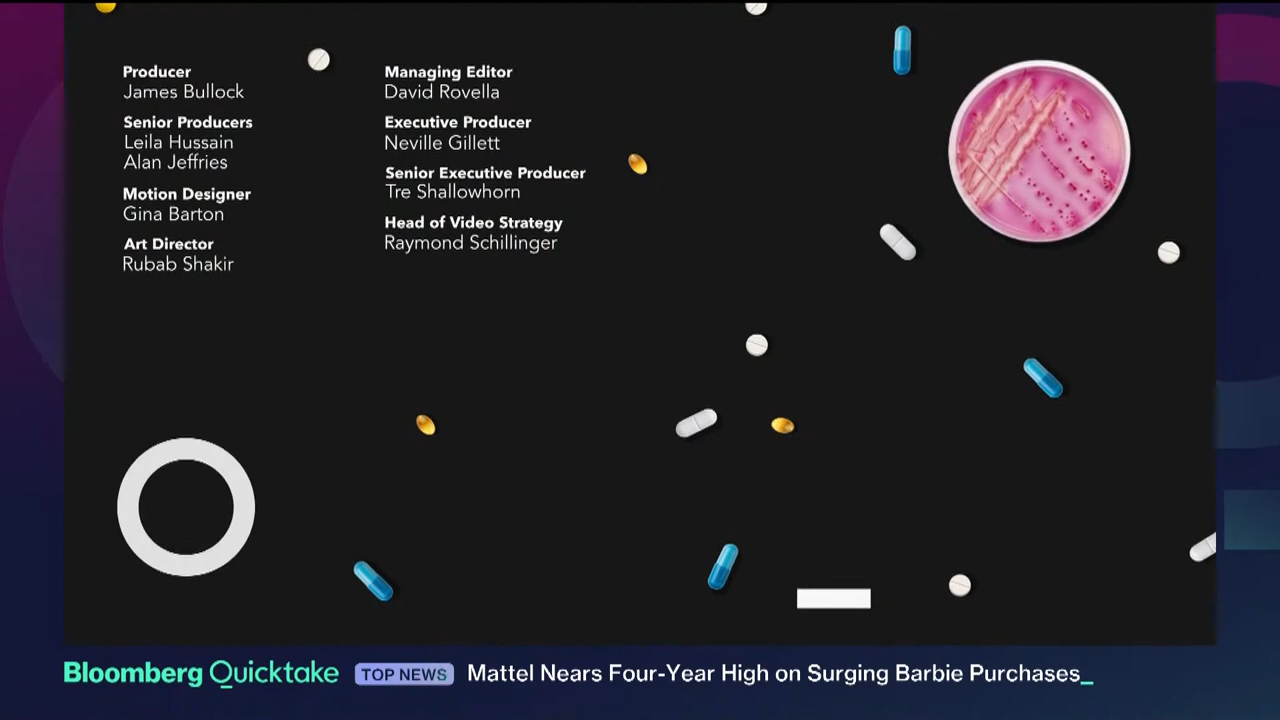 Producer
James Bullock
Senior Producers
Leila Hussain
Alan Jeffries
Motion Designer
Gina Barton
Art Director
Rubab Shakir
Managing Editor
David Rovella
Executive Producer
Neville Gillett
Senior Executive Producer
Tre Shallowhorn
Head of Video Strategy
Raymond Schillinger
Bloomberg Quicktake TOP NEWS Mattel Nears Four-Year High on Surging Barbie Purchases_